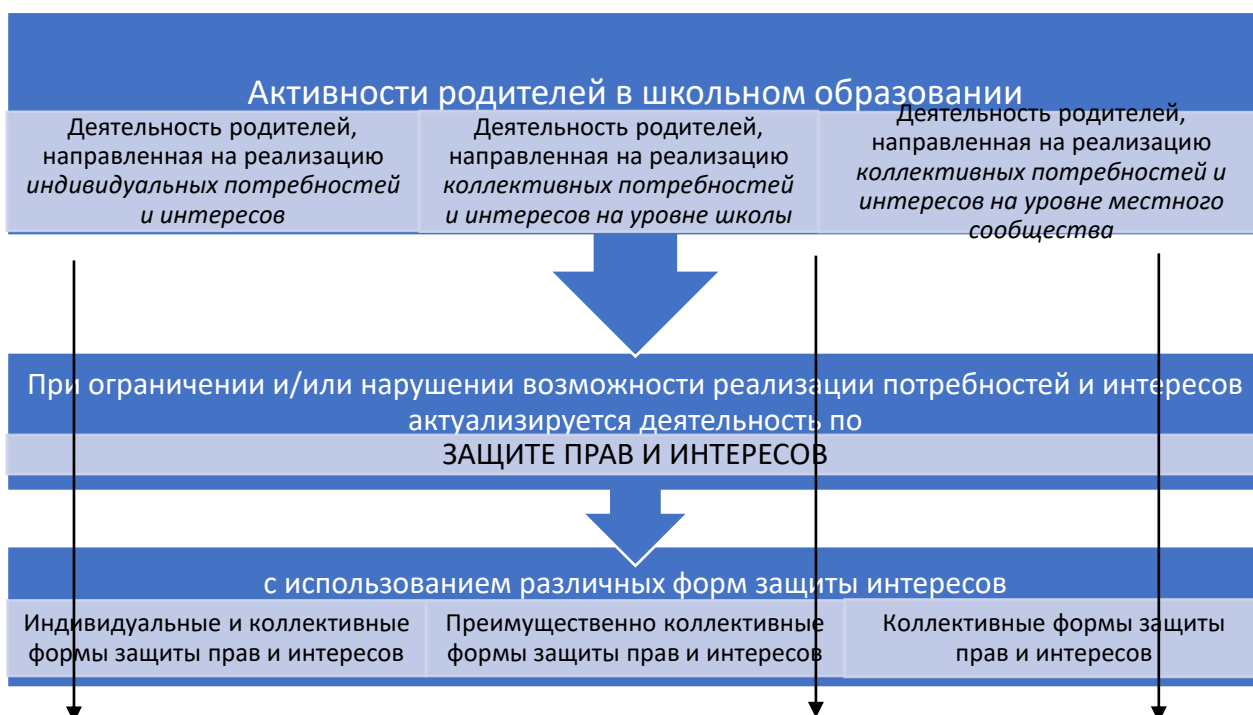 Активности родителей в школьном образовании
Деятельность родителей,
направленная на реализацию
индивидуальных потребностей
и интересов
Деятельность родителей,
направленная на реализацию
коллективных потребностей
и интересов на уровне школы
Деятельность родителей,
направленная на реализацию
коллективных потребностей и
интересов на уровне местного
сообщества
При ограничении и/или нарушении возможности реализации потребностей и интересов
актуализируется деятельность по
ЗАЩИТЕ ПРАВ И ИНТЕРЕСОВ
с использованием различных форм защиты интересов
Индивидуальные и коллективные
формы защиты прав и интересов
Преимущественно коллективные
формы защиты прав и интересов
Коллективные формы защиты
прав и интересов